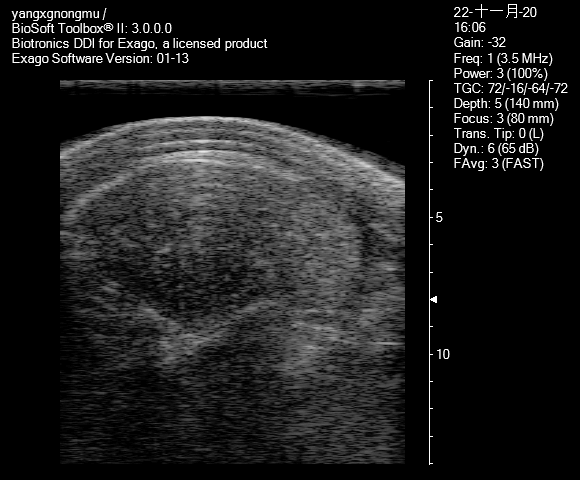 yangxgnongmu /
BioSoft Toolbox® II: 3.0.0.0
Biotronics DDI for Exago, a licensed product
Exago Software Version: 01-13
22-十一月-20
16:06
Gain: -32
Freq: 1 (3.5 MHz)
Power: 3 (100%)
TGC: 72/-16/-64/-72
Depth: 5 (140 mm)
Focus: 3 (80 mm)
Trans. Tip: 0 (L)
Dyn.: 6 (65 dB)
FAvg: 3 (FAST)
5
10